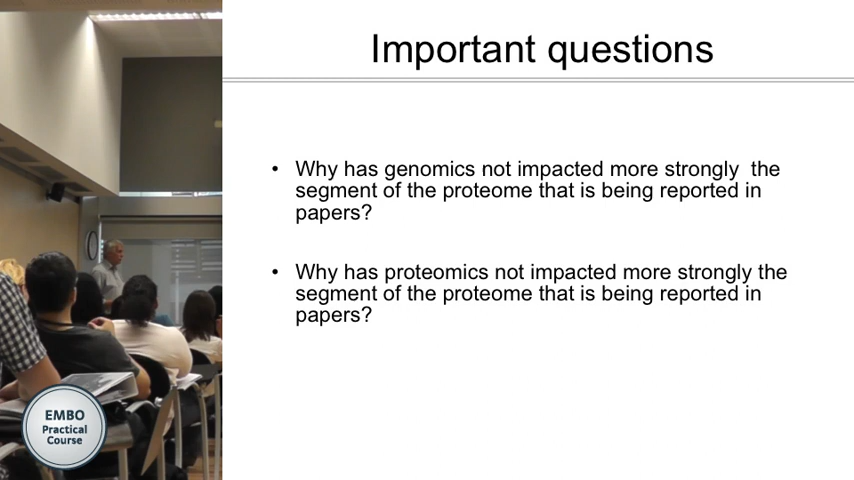 Important questions
• Why has genomics not impacted more strongly  the
segment of the proteome that is being reported in
papers?
• Why has proteomics not impacted more strongly the
segment of the proteome that is being reported in
papers?
EMBO
Practical
Course